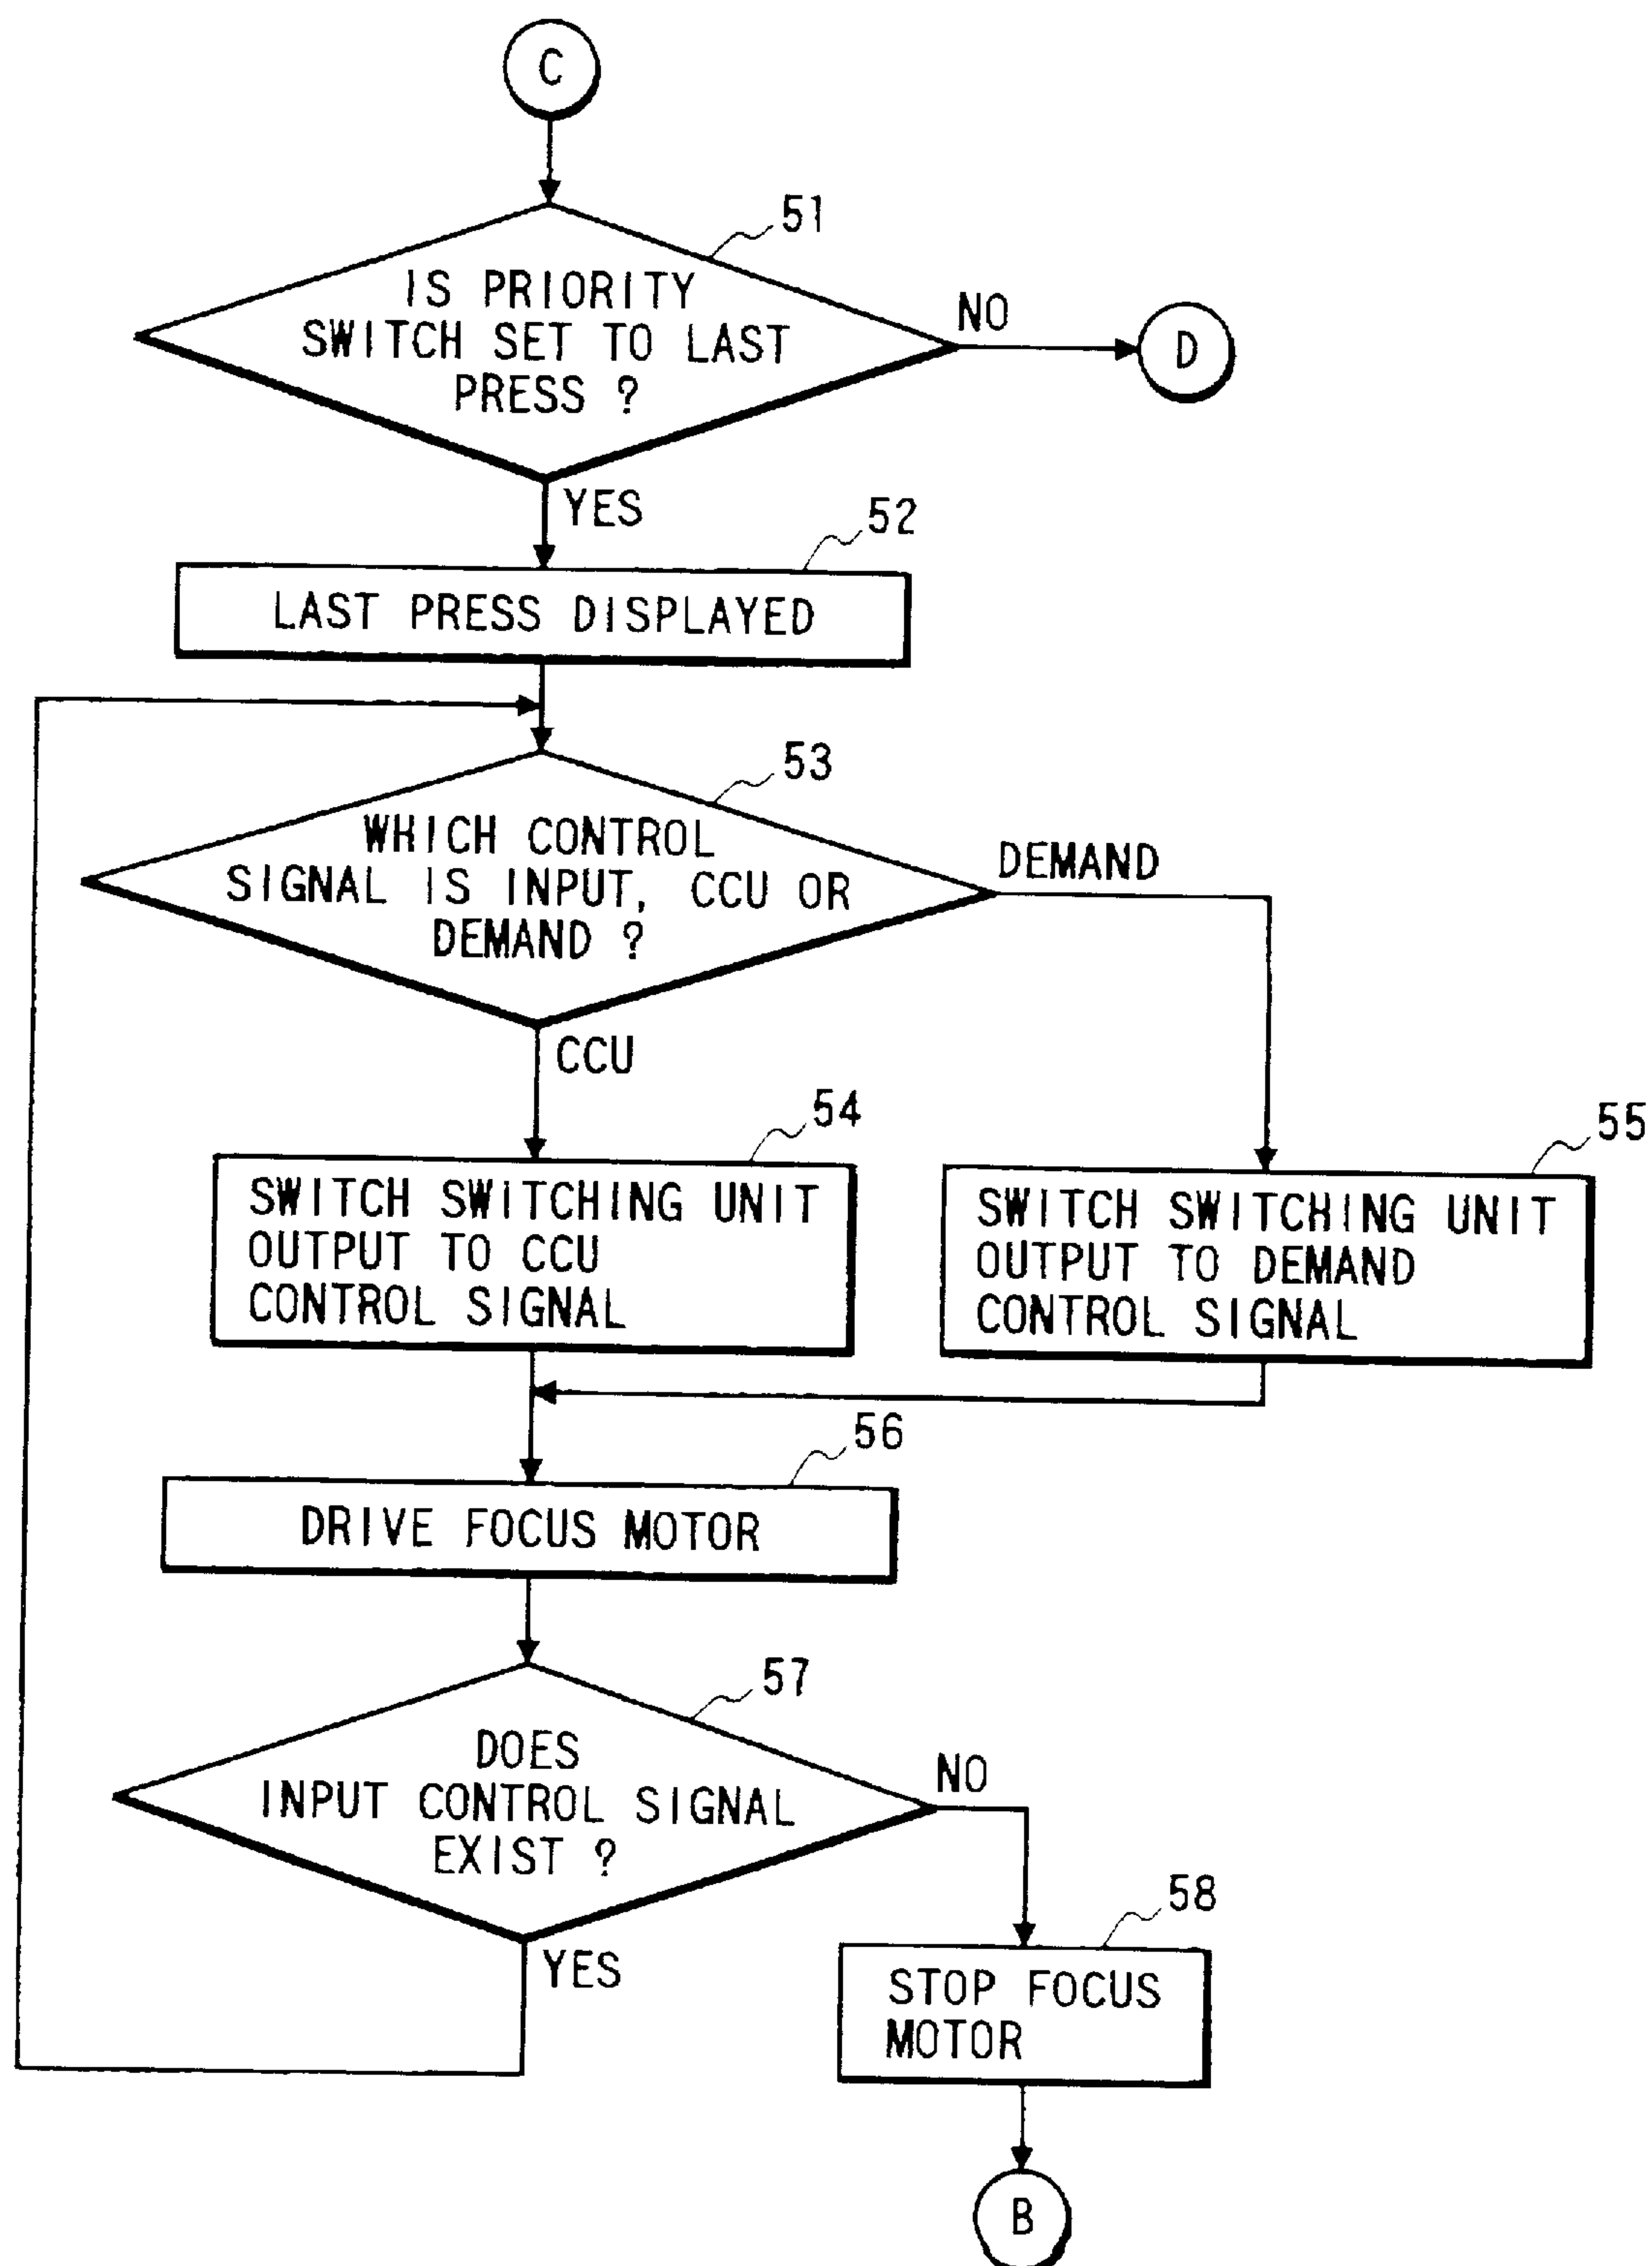 C
51
IS PRIORITY
SWITCH SET TO LAST
PRESS ?
NO
D
YES
52
LAST PRESS DISPLAYED
53
WHICH CONTROL
SIGNAL IS INPUT, CCU OR
DEMAND ?
DEMAND
CCU
54
SWITCH SWITCHING UNIT
OUTPUT TO CCU
CONTROL SIGNAL
55
SWITCH SWITCHING UNIT
OUTPUT TO DEMAND
CONTROL SIGNAL
56
DRIVE FOCUS MOTOR
57
DOES
INPUT CONTROL SIGNAL
EXIST ?
NO
YES
58
STOP FOCUS
MOTOR
B